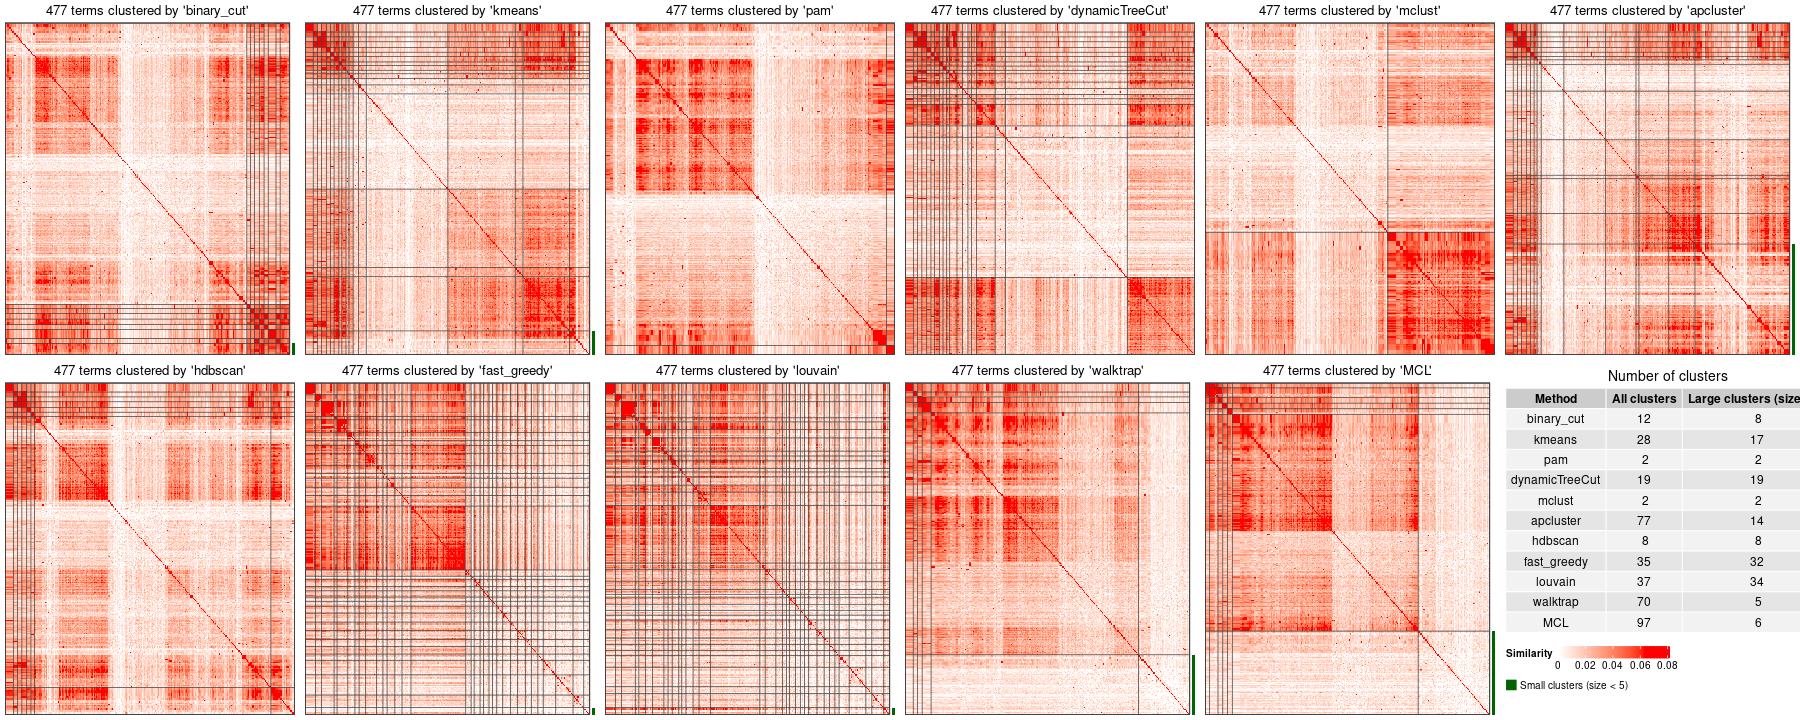 477 terms clustered by 'binary_cut'
477 terms clustered by 'kmeans'
477 terms clustered by 'pam'
477 terms clustered by 'dynamicTreeCut'
477 terms clustered by 'mclust'
477 terms clustered by 'apcluster'
477 terms clustered by 'hdbscan'
477 terms clustered by 'fast_greedy'
477 terms clustered by 'louvain'
477 terms clustered by 'walktrap'
477 terms clustered by 'MCL'
Number of clusters
Method All clusters Large clusters (size
binary_cut 12 8
kmeans 28 17
pam 2 2
dynamicTreeCut 19 19
mclust 2 2
apcluster 77 14
hdbscan 8 8
fast_greedy 35 32
louvain 37 34
walktrap 70 5
MCL 97 6
Similarity
0 0.02 0.04 0.06 0.08
Small clusters (size < 5)